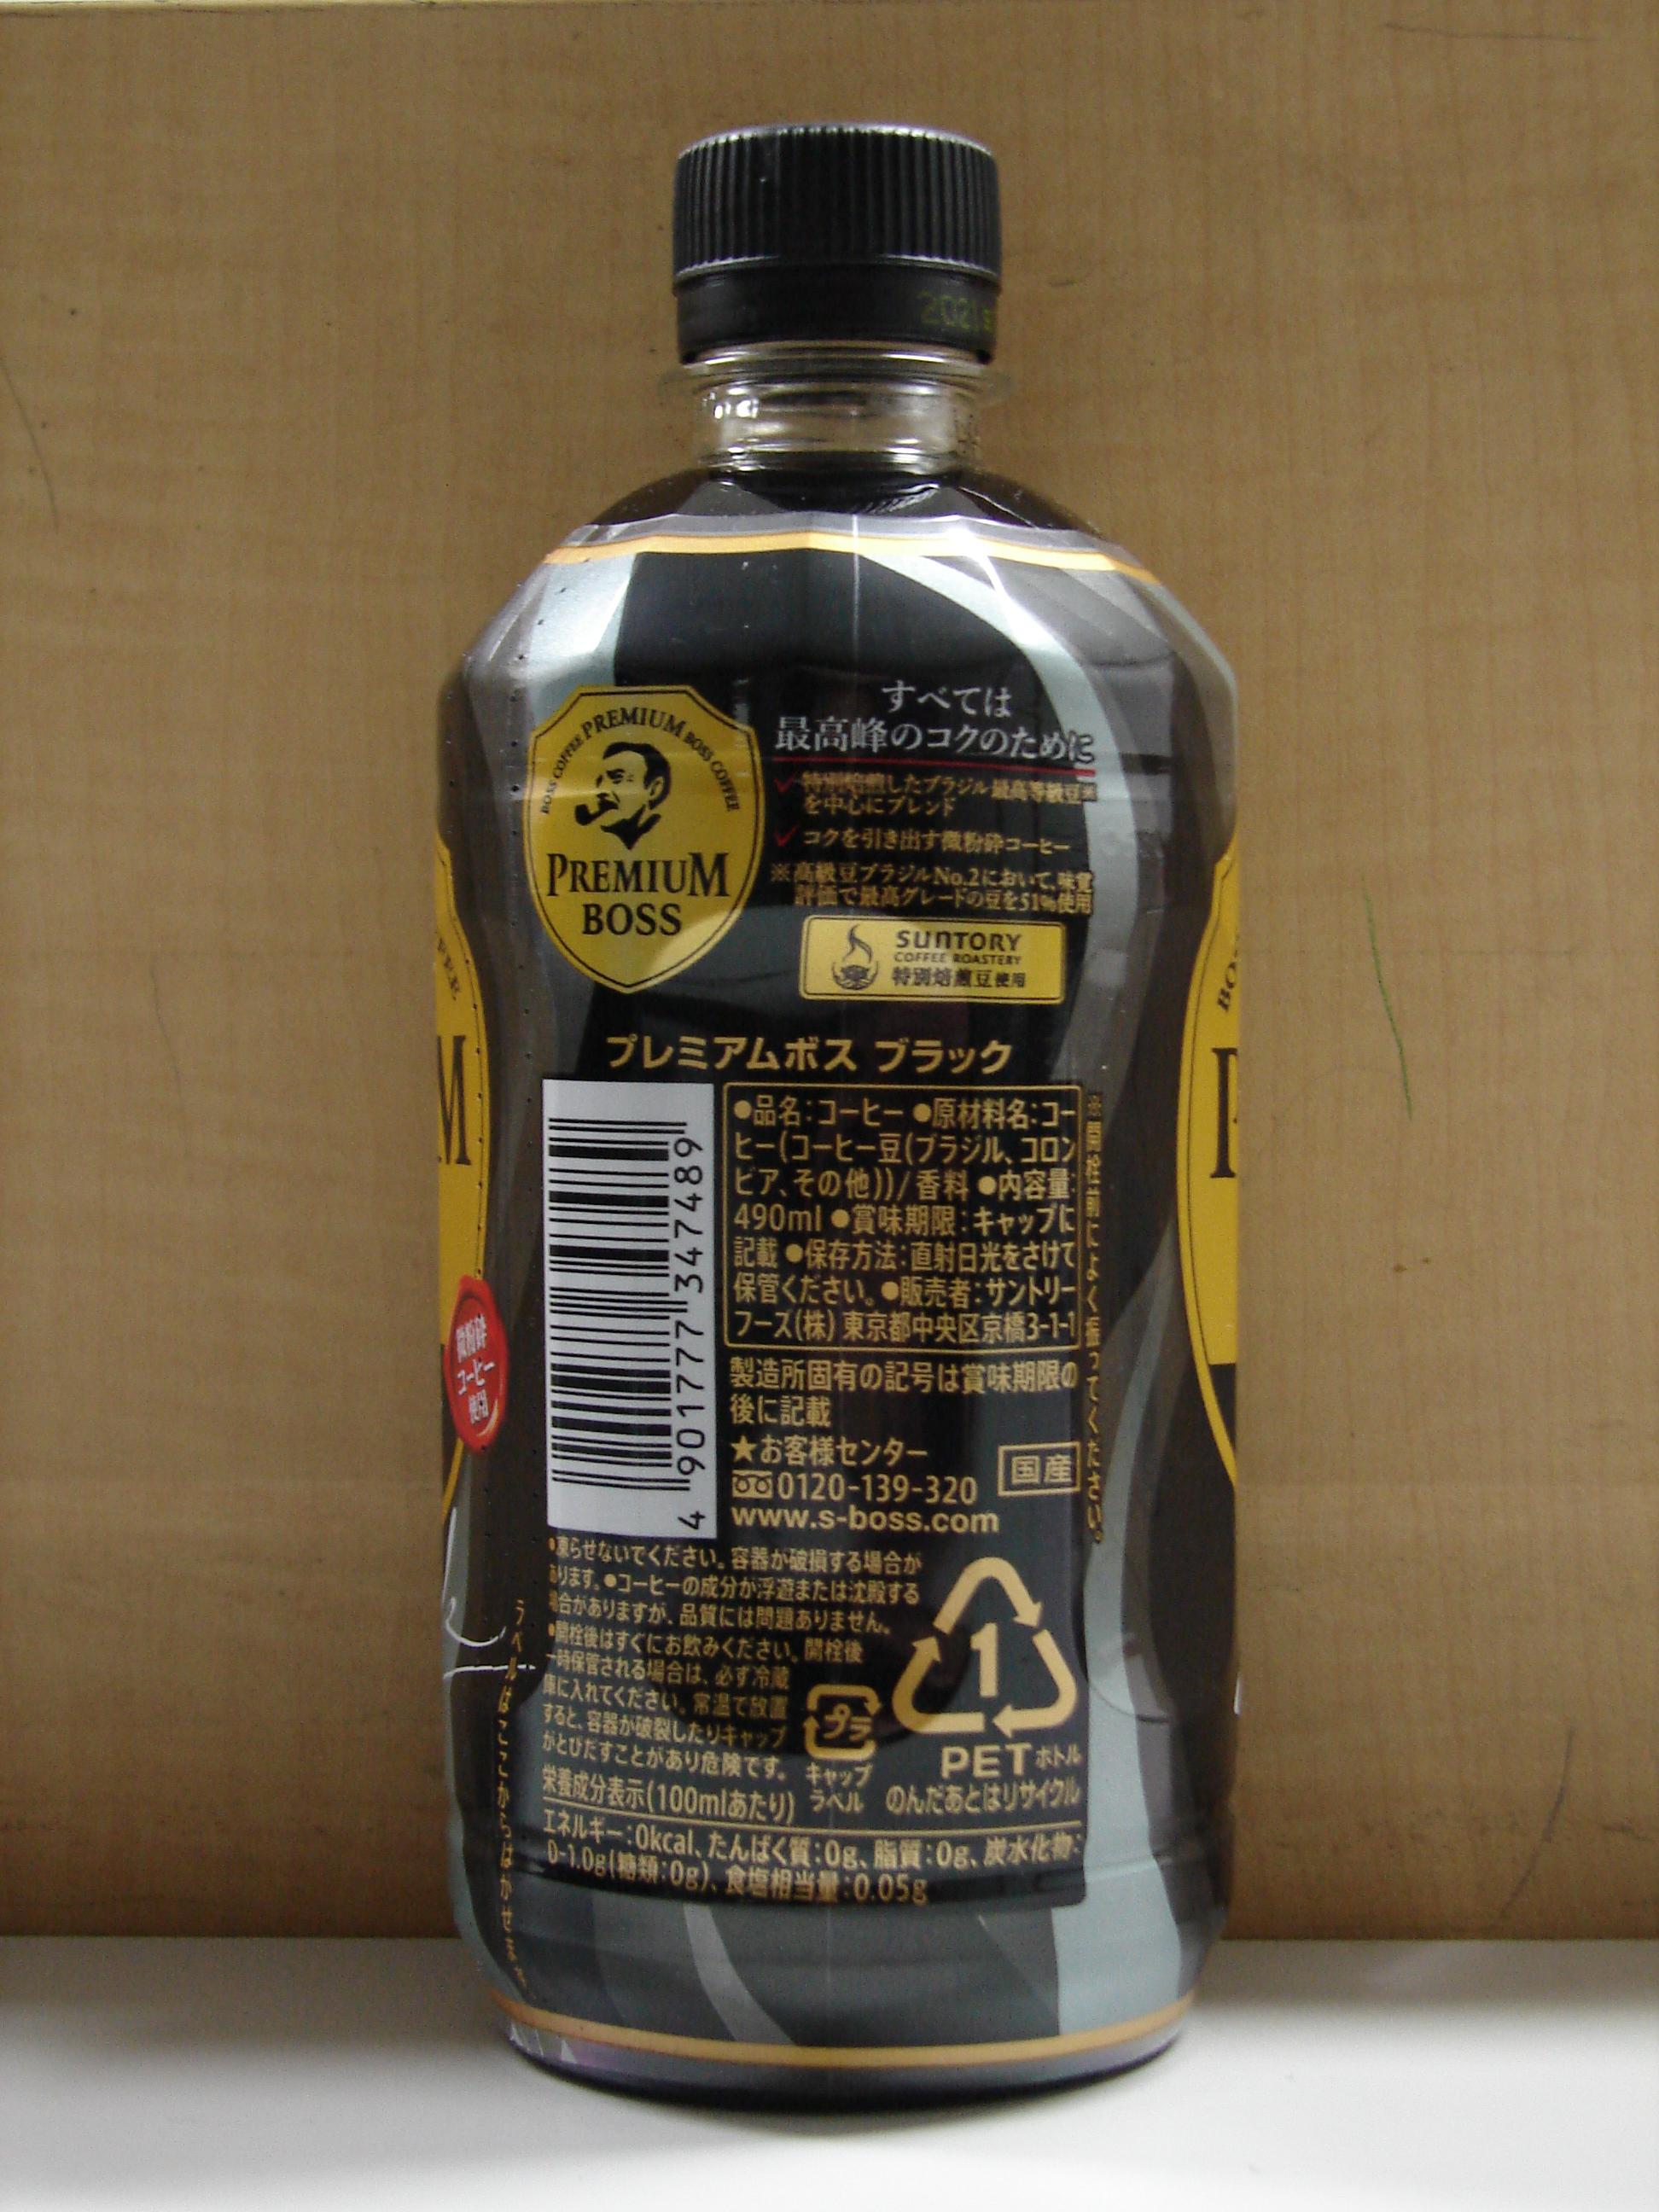 2021
すべては
最高峰のコクのために
特別焙煎したブラジル最高等級豆※
を中心にブレンド
コクを引き出す微粉砕コーヒー
※高級豆ブラジルNo.2において、味覚
評価で最高グレードの豆を51%使用
BOSS COFFEE PREMIUM BOSS COFFEE
PREMIUM
BOSS
SUNTORY
COFFEE ROASTERY
特別焙煎豆使用
プレミアムボス ブラック
●品名:コーヒー ●原材料名:コー
ヒー(コーヒー豆(ブラジル、コロン
ビア、その他))/香料 ●内容量:
490ml ●賞味期限:キャップに
記載 ●保存方法:直射日光をさけて
保管ください。●販売者:サントリー
フーズ(株) 東京都中央区京橋3-1-1
※開栓前によく振ってください。
製造所固有の記号は賞味期限の
後に記載
★お客様センター
0120-139-320
www.s-boss.com
国産
4 901777 347489
微粉砕
コーヒー
使用
●凍らせないでください。容器が破損する場合が
あります。●コーヒーの成分が浮遊または沈殿する
場合がありますが、品質には問題ありません。
●開栓後はすぐにお飲みください。開栓後
一時保管される場合は、必ず冷蔵
庫に入れてください。常温で放置
すると、容器が破裂したりキャップ
がとびだすことがあり危険です。
プラ
キャップ
ラベル
1
PETボトル
のんだあとはリサイクル
栄養成分表示(100mlあたり)
エネルギー:0kcal、たんぱく質:0g、脂質:0g、炭水化物:
0-1.0g(糖類:0g)、食塩相当量:0.05g
ラベルはここからはがせます